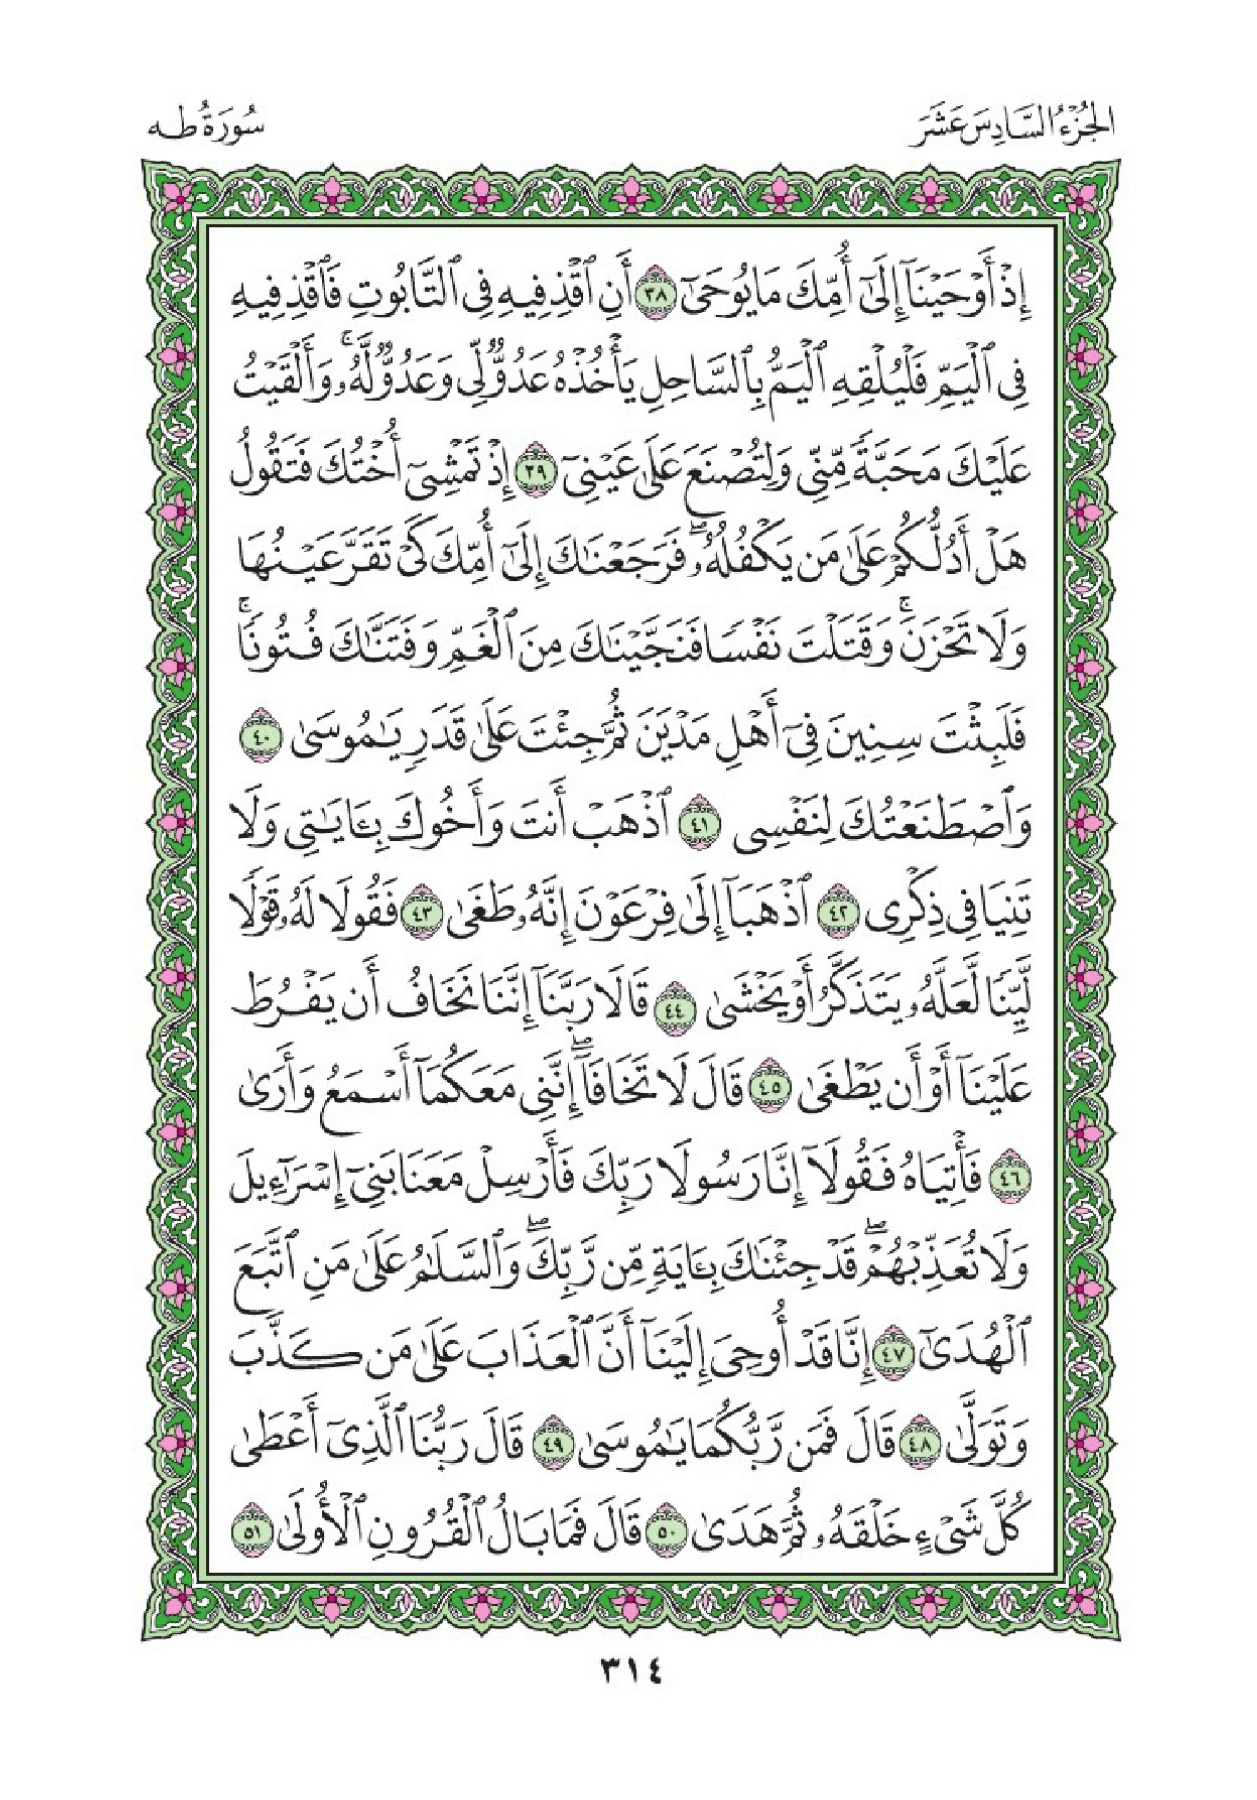 الجُزْءُ السَّادِسَ عَشَرَ
سُورَةُ طه
إِذْ أَوْحَيْنَآ إِلَىٰٓ أُمِّكَ مَا يُوحَىٰٓ ٣٨ أَنِ ٱقْذِفِيهِ فِى ٱلتَّابُوتِ فَٱقْذِفِيهِ
فِى ٱلْيَمِّ فَلْيُلْقِهِ ٱلْيَمُّ بِٱلسَّاحِلِ يَأْخُذْهُ عَدُوٌّ لِّى وَعَدُوٌّ لَّهُۥ ۚ وَأَلْقَيْتُ
عَلَيْكَ مَحَبَّةً مِّنِّى وَلِتُصْنَعَ عَلَىٰ عَيْنِىٓ ٣٩ إِذْ تَمْشِىٓ أُخْتُكَ فَتَقُولُ
هَلْ أَدُلُّكُمْ عَلَىٰ مَن يَكْفُلُهُۥ ۖ فَرَجَعْنَٰكَ إِلَىٰٓ أُمِّكَ كَىْ تَقَرَّ عَيْنُهَا
وَلَا تَحْزَنَ ۚ وَقَتَلْتَ نَفْسًا فَنَجَّيْنَٰكَ مِنَ ٱلْغَمِّ وَفَتَنَّٰكَ فُتُونًا ۚ
فَلَبِثْتَ سِنِينَ فِىٓ أَهْلِ مَدْيَنَ ثُمَّ جِئْتَ عَلَىٰ قَدَرٍ يَٰمُوسَىٰ ٤٠
وَٱصْطَنَعْتُكَ لِنَفْسِى ٤١ ٱذْهَبْ أَنتَ وَأَخُوكَ بِـَٔايَٰتِى وَلَا
تَنِيَا فِى ذِكْرِى ٤٢ ٱذْهَبَآ إِلَىٰ فِرْعَوْنَ إِنَّهُۥ طَغَىٰ ٤٣ فَقُولَا لَهُۥ قَوْلًا
لَّيِّنًا لَّعَلَّهُۥ يَتَذَكَّرُ أَوْ يَخْشَىٰ ٤٤ قَالَا رَبَّنَآ إِنَّنَا نَخَافُ أَن يَفْرُطَ
عَلَيْنَآ أَوْ أَن يَطْغَىٰ ٤٥ قَالَ لَا تَخَافَآ ۖ إِنَّنِى مَعَكُمَآ أَسْمَعُ وَأَرَىٰ
٤٦ فَأْتِيَاهُ فَقُولَآ إِنَّا رَسُولَا رَبِّكَ فَأَرْسِلْ مَعَنَا بَنِىٓ إِسْرَٰٓءِيلَ
وَلَا تُعَذِّبْهُمْ ۖ قَدْ جِئْنَٰكَ بِـَٔايَةٍ مِّن رَّبِّكَ ۖ وَٱلسَّلَٰمُ عَلَىٰ مَنِ ٱتَّبَعَ
ٱلْهُدَىٰٓ ٤٧ إِنَّا قَدْ أُوحِىَ إِلَيْنَآ أَنَّ ٱلْعَذَابَ عَلَىٰ مَن كَذَّبَ
وَتَوَلَّىٰ ٤٨ قَالَ فَمَن رَّبُّكُمَا يَٰمُوسَىٰ ٤٩ قَالَ رَبُّنَا ٱلَّذِىٓ أَعْطَىٰ
كُلَّ شَىْءٍ خَلْقَهُۥ ثُمَّ هَدَىٰ ٥٠ قَالَ فَمَا بَالُ ٱلْقُرُونِ ٱلْأُولَىٰ ٥١
٣١٤